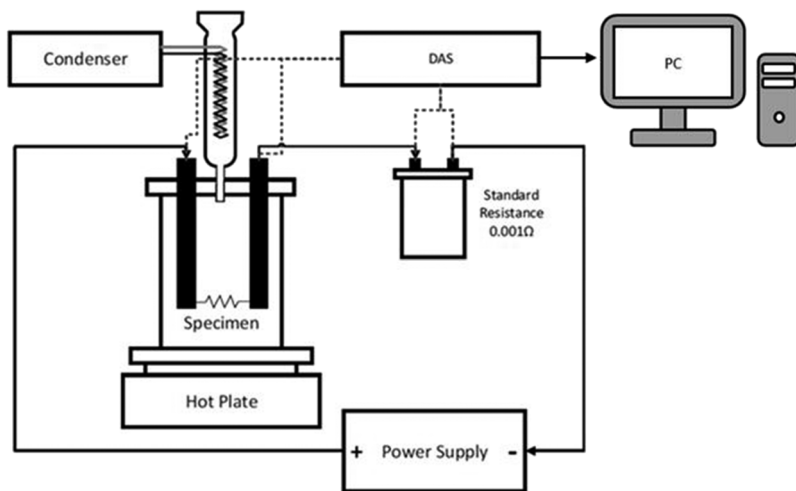 Condenser
DAS
PC
Standard
Resistance
0.001Ω
Specimen
Hot Plate
+ Power Supply -